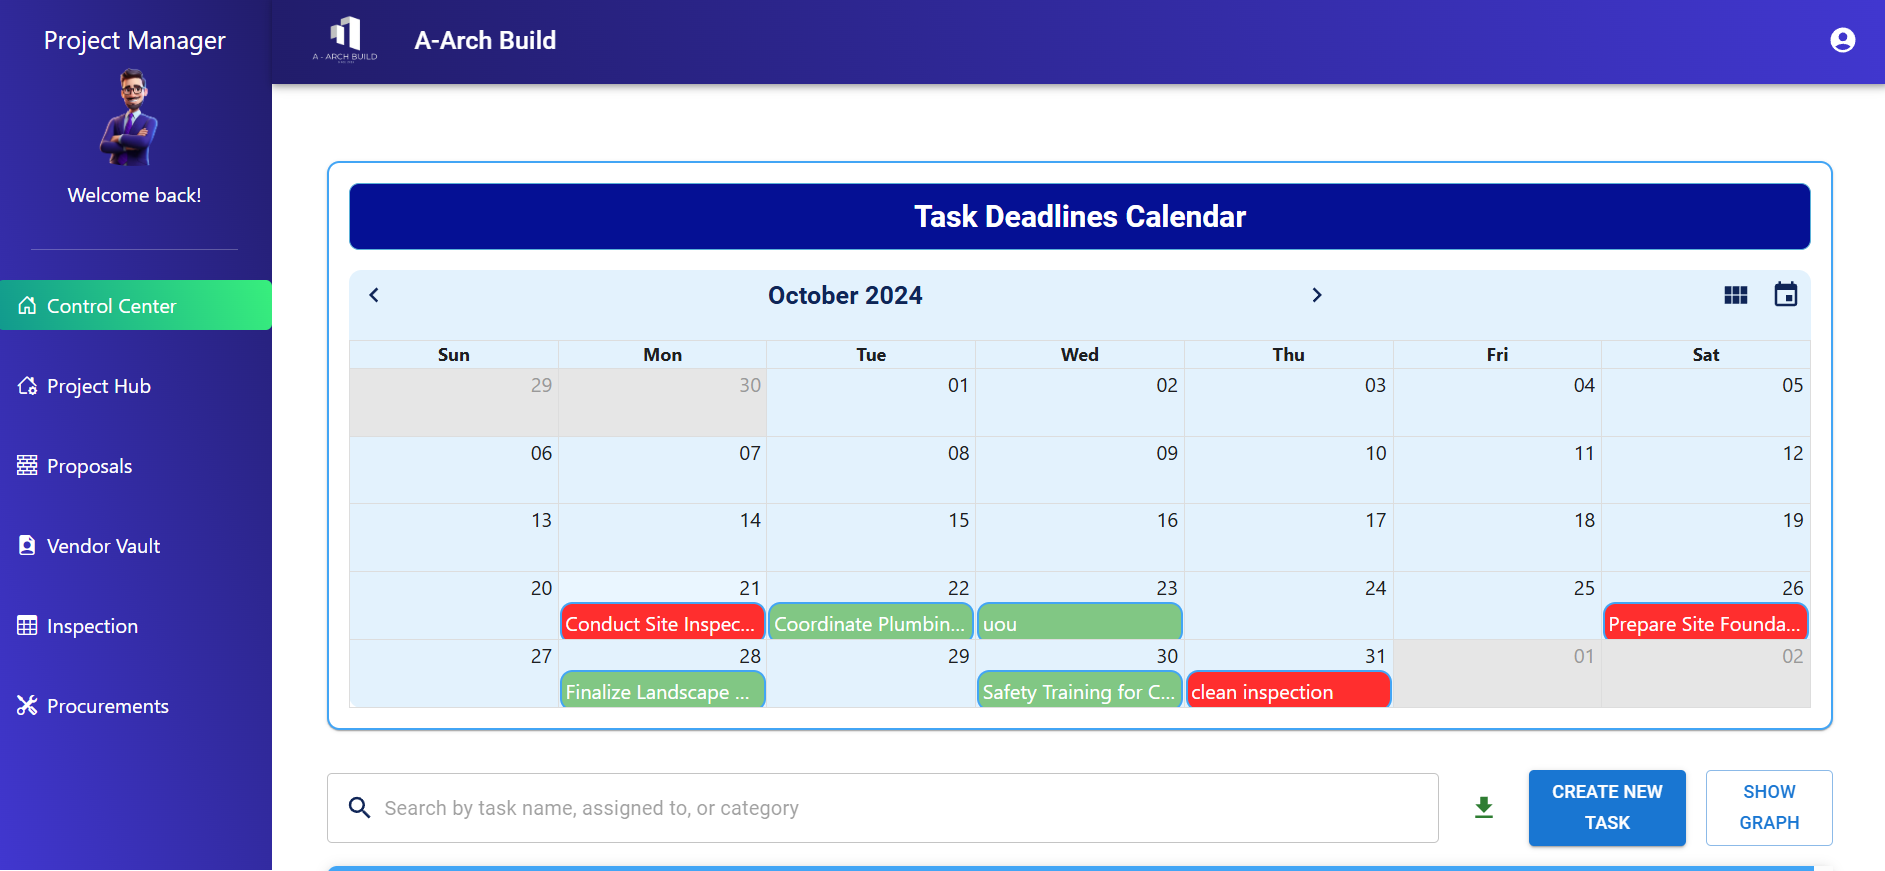 Project Manager
Welcome back!
Control Center
Project Hub
Proposals
Vendor Vault
Inspection
Procurements
A - ARCH BUILD
A-Arch Build
Task Deadlines Calendar
October 2024
Sun Mon Tue Wed Thu Fri Sat
29 30 01 02 03 04 05
06 07 08 09 10 11 12
13 14 15 16 17 18 19
20 21 22 23 24 25 26
Conduct Site Inspec... Coordinate Plumbin... uou Prepare Site Founda...
27 28 29 30 31 01 02
Finalize Landscape ... Safety Training for C... clean inspection
Search by task name, assigned to, or category
CREATE NEW
TASK
SHOW
GRAPH